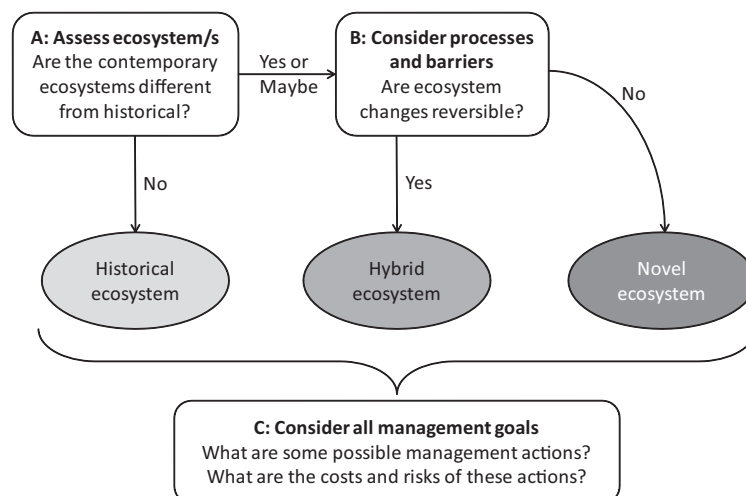 A: Assess ecosystem/s
Are the contemporary
ecosystems different
from historical?
Yes or
Maybe
B: Consider processes
and barriers
Are ecosystem
changes reversible?
No
No
Yes
Historical
ecosystem
Hybrid
ecosystem
Novel
ecosystem
C: Consider all management goals
What are some possible management actions?
What are the costs and risks of these actions?